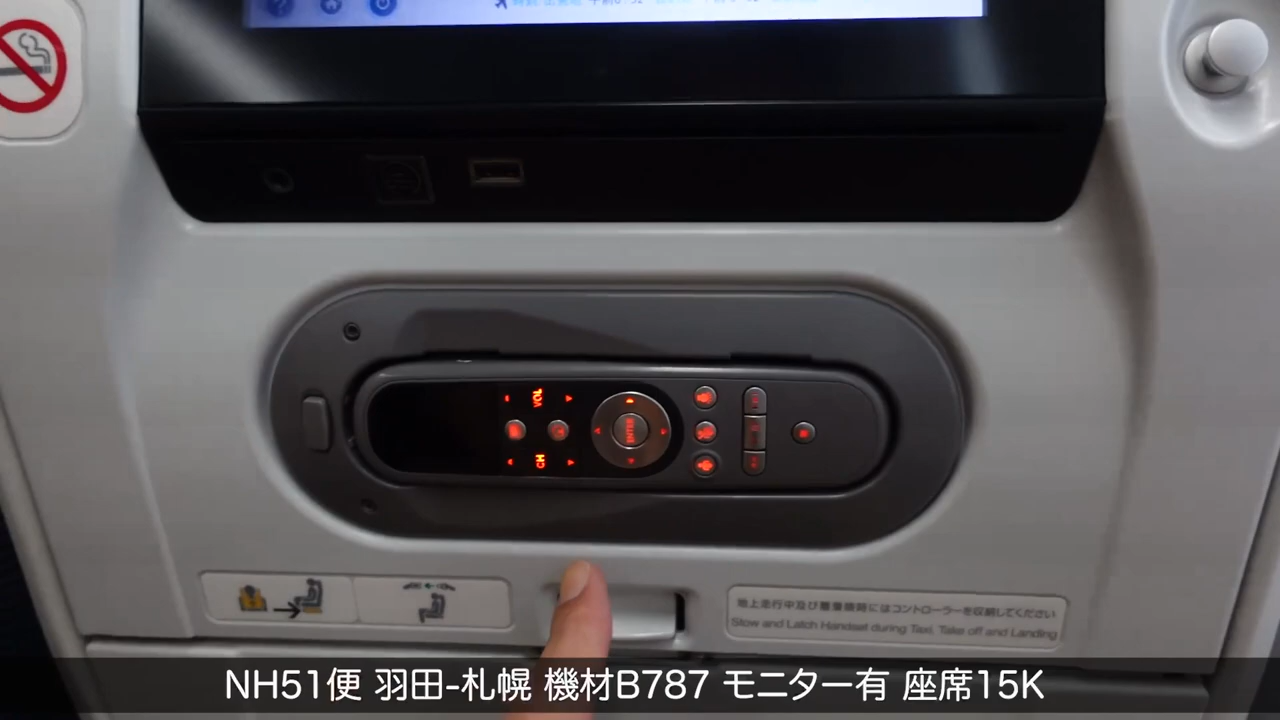 VOL
ENTER
CH
地上走行中及び離着陸時にはコントローラーを収納してください
Stow and Latch Handset during Taxi, Take off and Landing
NH51便 羽田-札幌 機材B787 モニター有 座席15K